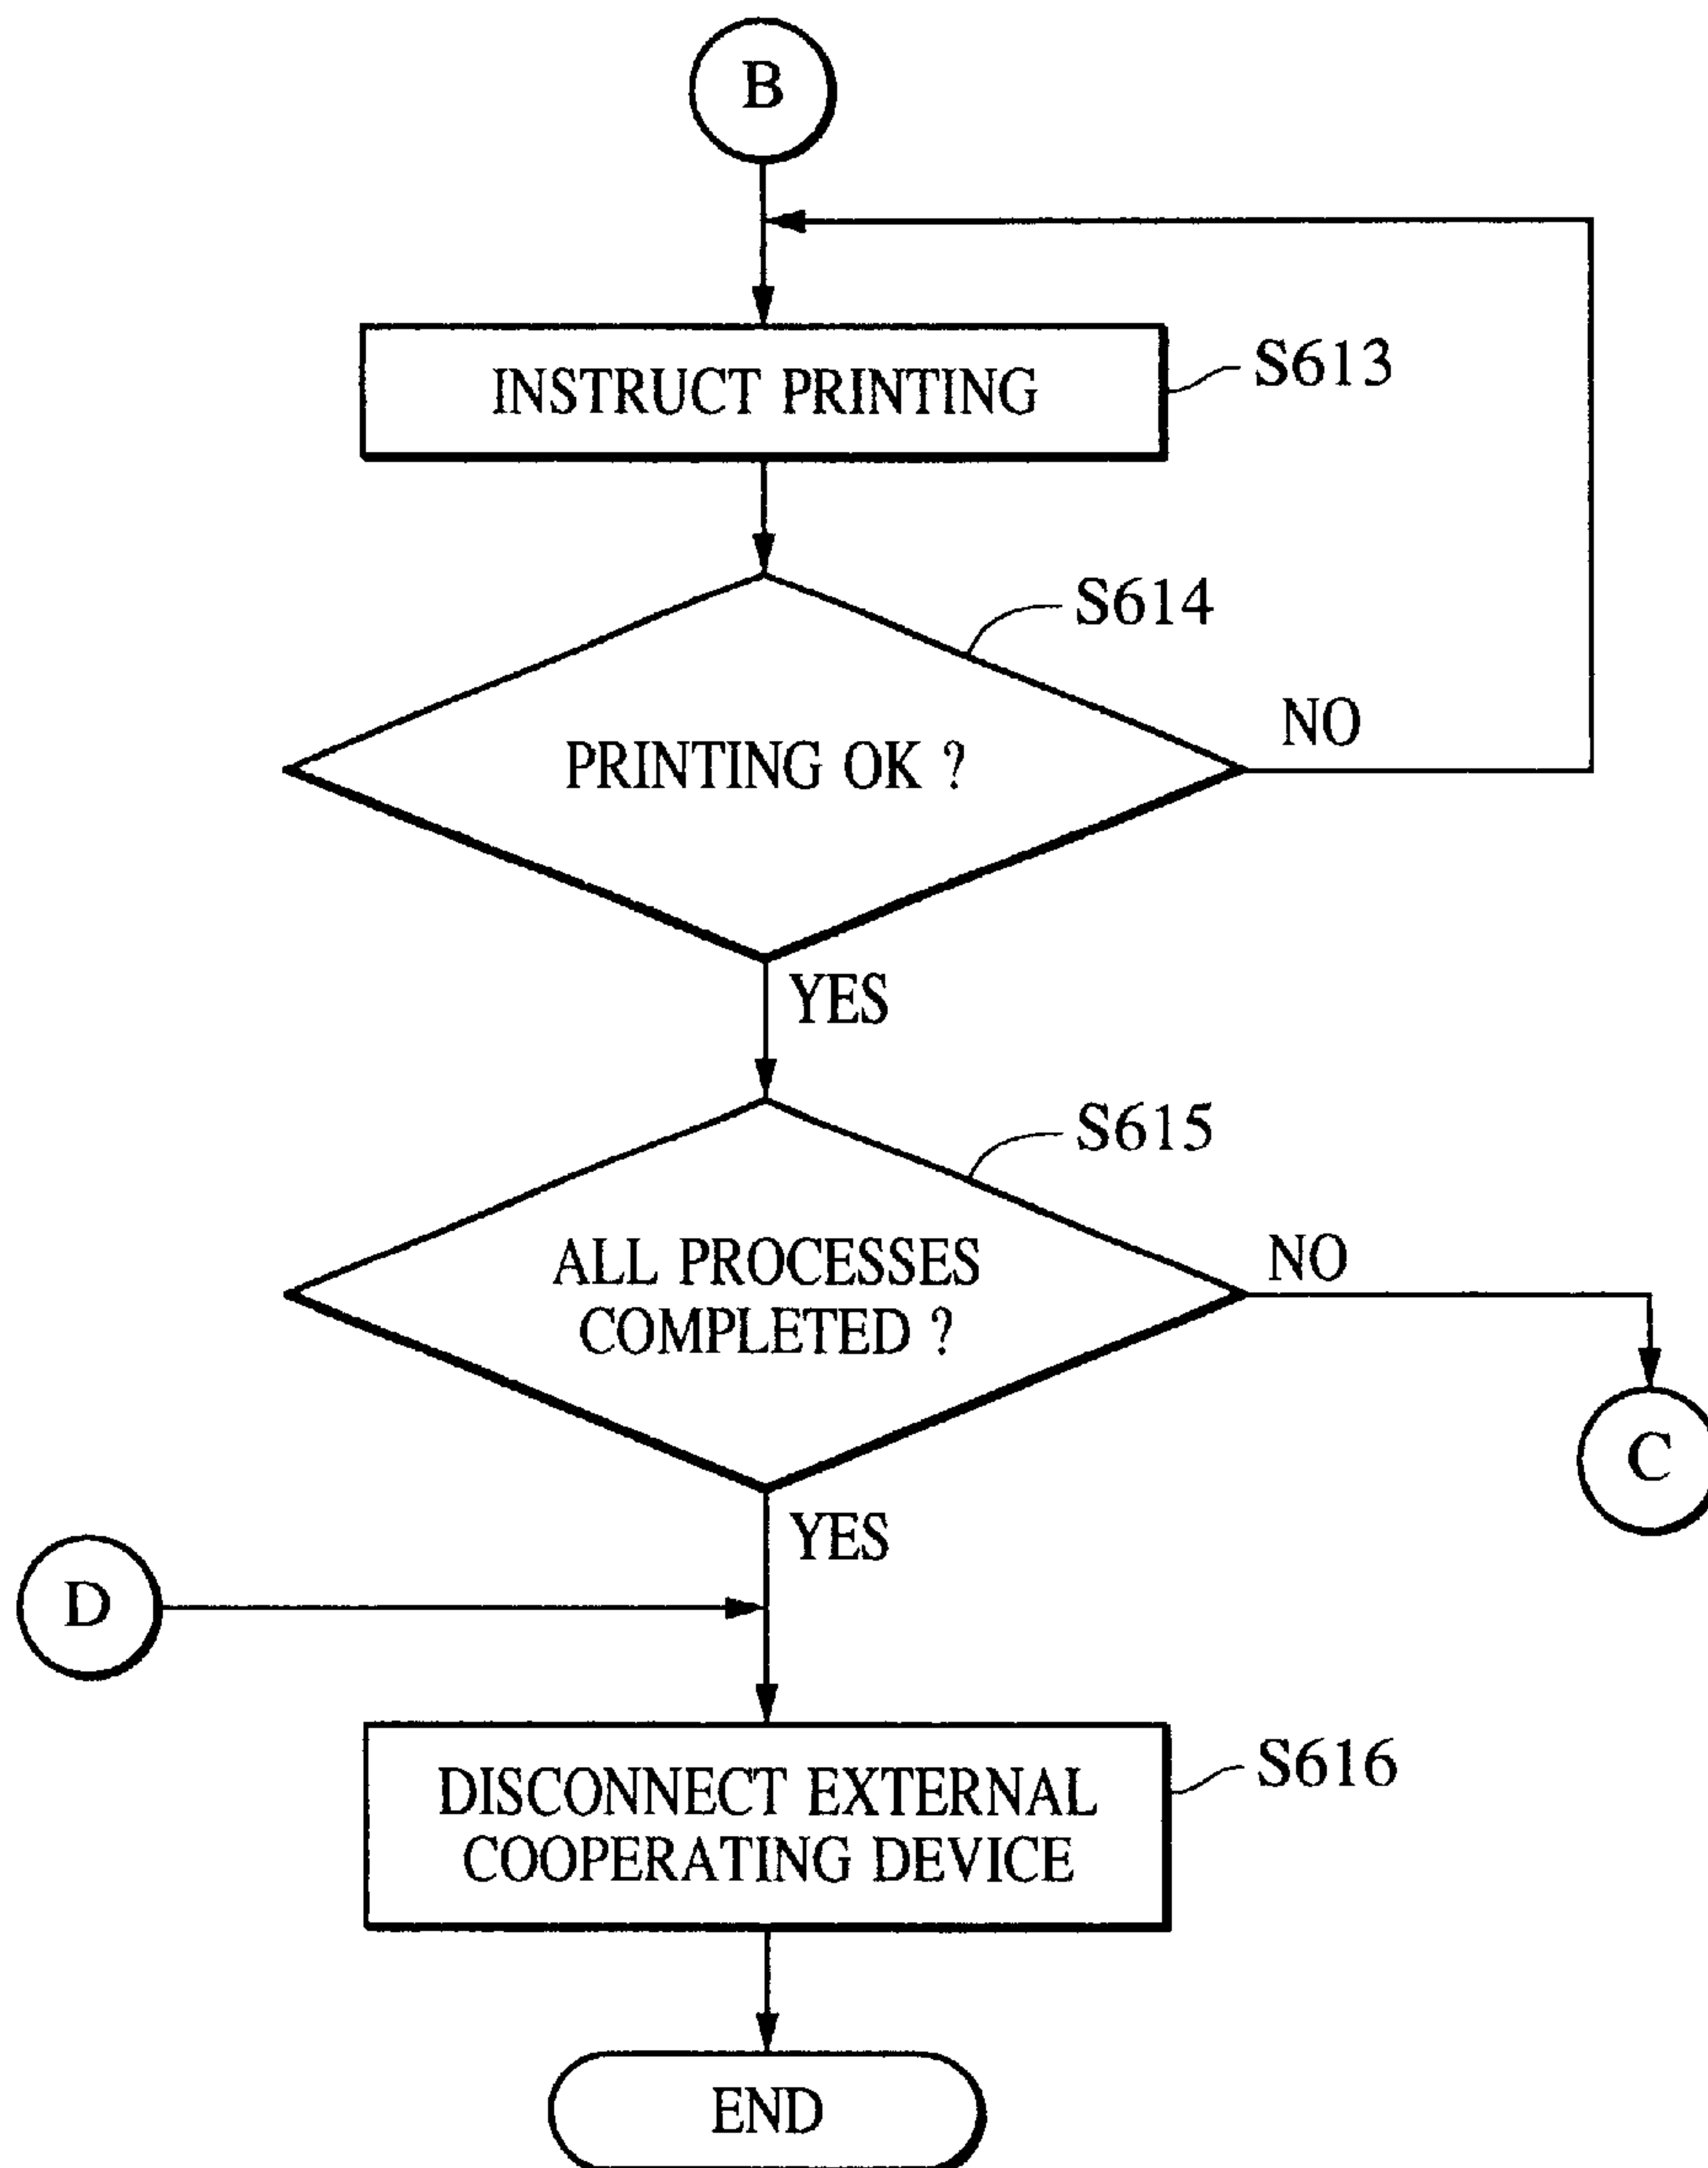 B
INSTRUCT PRINTING
S613
S614
PRINTING OK ?
NO
YES
S615
ALL PROCESSES
COMPLETED ?
NO
C
YES
D
DISCONNECT EXTERNAL
COOPERATING DEVICE
S616
END